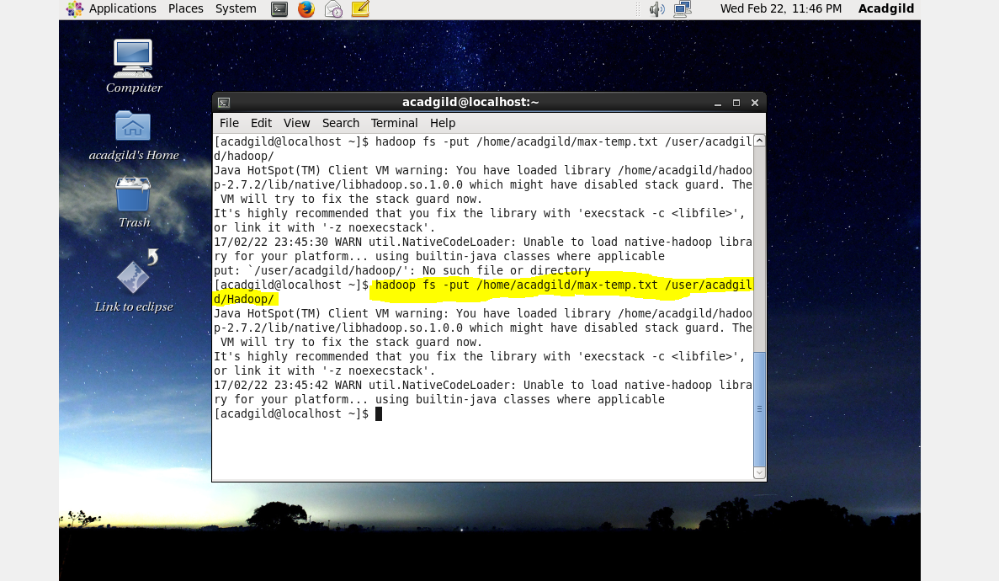 Applications Places System Wed Feb 22, 11:46 PM Acadgild
Computer
acadgild's Home
Trash
Link to eclipse
acadgild@localhost:~
File Edit View Search Terminal Help
[acadgild@localhost ~]$ hadoop fs -put /home/acadgild/max-temp.txt /user/acadgil
d/hadoop/
Java HotSpot(TM) Client VM warning: You have loaded library /home/acadgild/hadoo
p-2.7.2/lib/native/libhadoop.so.1.0.0 which might have disabled stack guard. The
 VM will try to fix the stack guard now.
It's highly recommended that you fix the library with 'execstack -c <libfile>',
or link it with '-z noexecstack'.
17/02/22 23:45:30 WARN util.NativeCodeLoader: Unable to load native-hadoop libra
ry for your platform... using builtin-java classes where applicable
put: `/user/acadgild/hadoop/': No such file or directory
[acadgild@localhost ~]$ hadoop fs -put /home/acadgild/max-temp.txt /user/acadgil
d/Hadoop/
Java HotSpot(TM) Client VM warning: You have loaded library /home/acadgild/hadoo
p-2.7.2/lib/native/libhadoop.so.1.0.0 which might have disabled stack guard. The
 VM will try to fix the stack guard now.
It's highly recommended that you fix the library with 'execstack -c <libfile>',
or link it with '-z noexecstack'.
17/02/22 23:45:42 WARN util.NativeCodeLoader: Unable to load native-hadoop libra
ry for your platform... using builtin-java classes where applicable
[acadgild@localhost ~]$